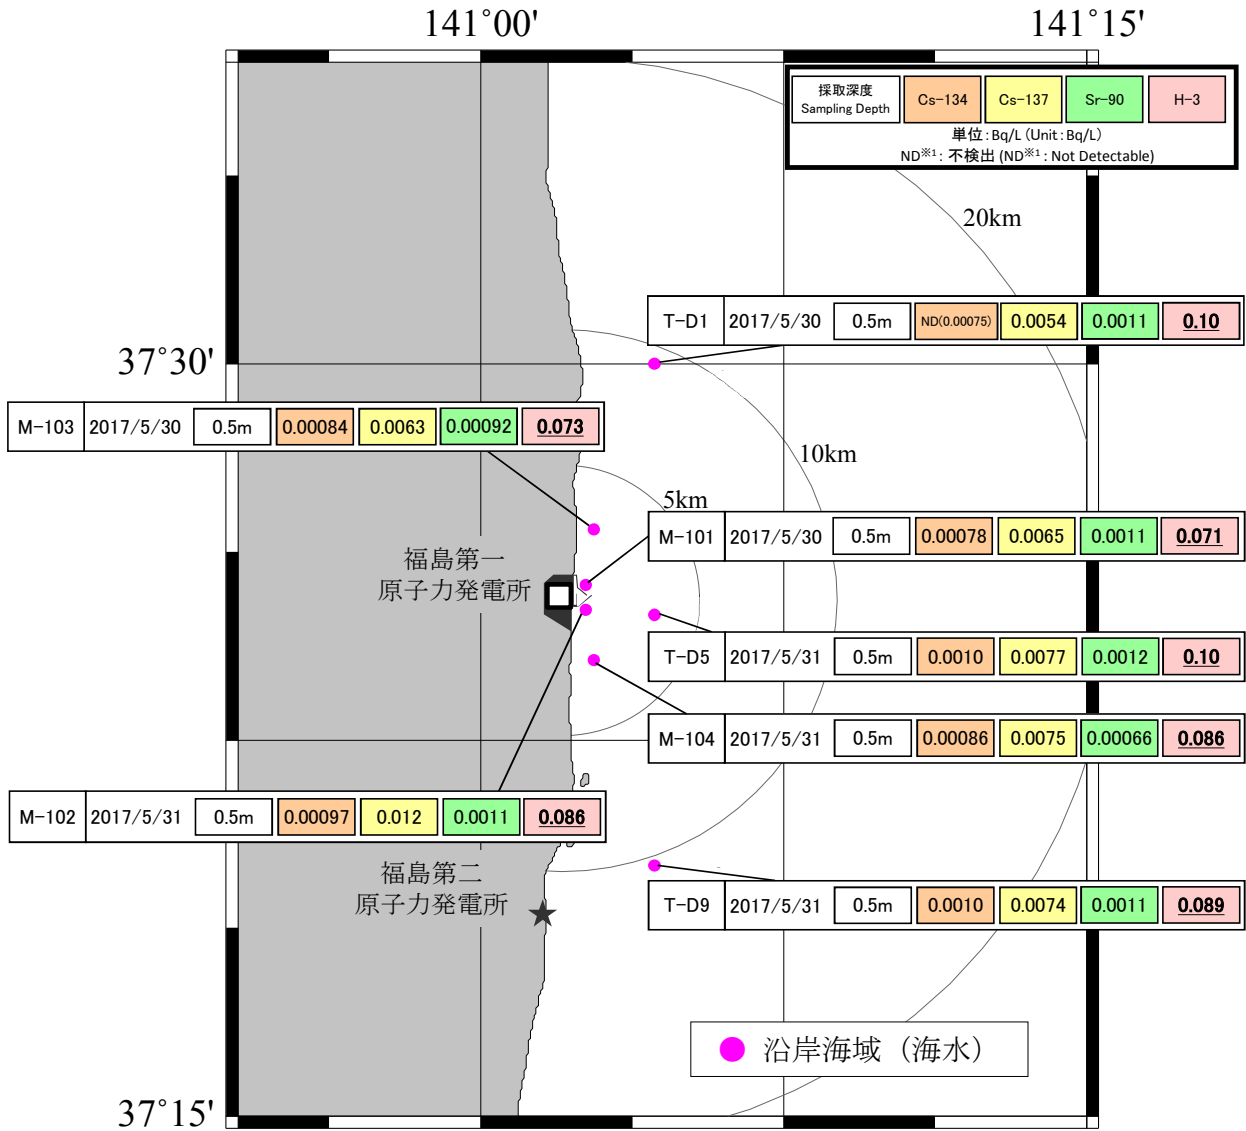 141°00'
141°15'
採取深度
Sampling Depth
Cs-134
Cs-137
Sr-90
H-3
単位：Bq/L (Unit：Bq/L)
ND※1：不検出 (ND※1：Not Detectable)
20km
T-D1 2017/5/30 0.5m ND(0.00075) 0.0054 0.0011 0.10
37°30'
M-103 2017/5/30 0.5m 0.00084 0.0063 0.00092 0.073
10km
5km
M-101 2017/5/30 0.5m 0.00078 0.0065 0.0011 0.071
福島第一
原子力発電所
T-D5 2017/5/31 0.5m 0.0010 0.0077 0.0012 0.10
M-104 2017/5/31 0.5m 0.00086 0.0075 0.00066 0.086
M-102 2017/5/31 0.5m 0.00097 0.012 0.0011 0.086
福島第二
原子力発電所
T-D9 2017/5/31 0.5m 0.0010 0.0074 0.0011 0.089
沿岸海域（海水）
37°15'